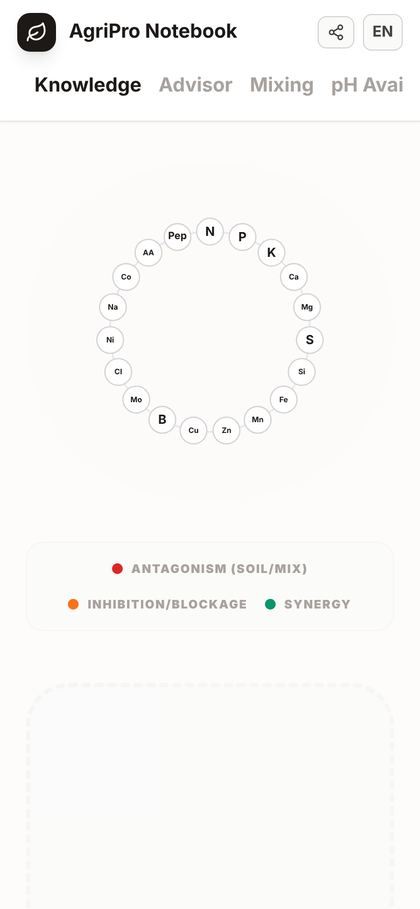 AgriPro Notebook
EN
Knowledge Advisor Mixing pH Avai
N
P
K
Ca
Mg
S
Si
Fe
Mn
Zn
Cu
B
Mo
Cl
Ni
Na
Co
AA
Pep
ANTAGONISM (SOIL/MIX)
INHIBITION/BLOCKAGE SYNERGY